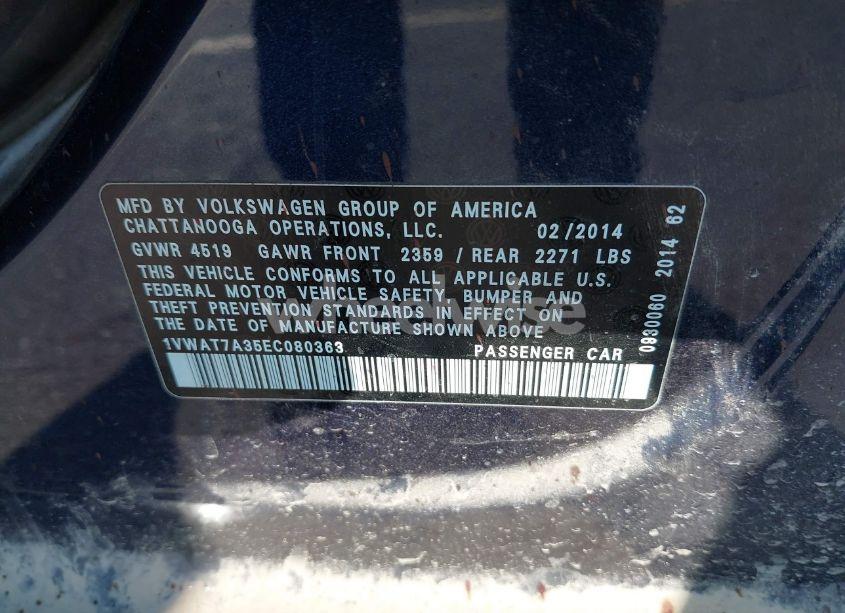 MFD BY VOLKSWAGEN GROUP OF AMERICA
CHATTANOOGA OPERATIONS, LLC. 02/2014
GVWR 4519 GAWR FRONT 2359 / REAR 2271 LBS
THIS VEHICLE CONFORMS TO ALL APPLICABLE U.S.
FEDERAL MOTOR VEHICLE SAFETY, BUMPER AND
THEFT PREVENTION STANDARDS IN EFFECT ON
THE DATE OF MANUFACTURE SHOWN ABOVE
1VWAT7A35EC080363 PASSENGER CAR
0930060 2014 62